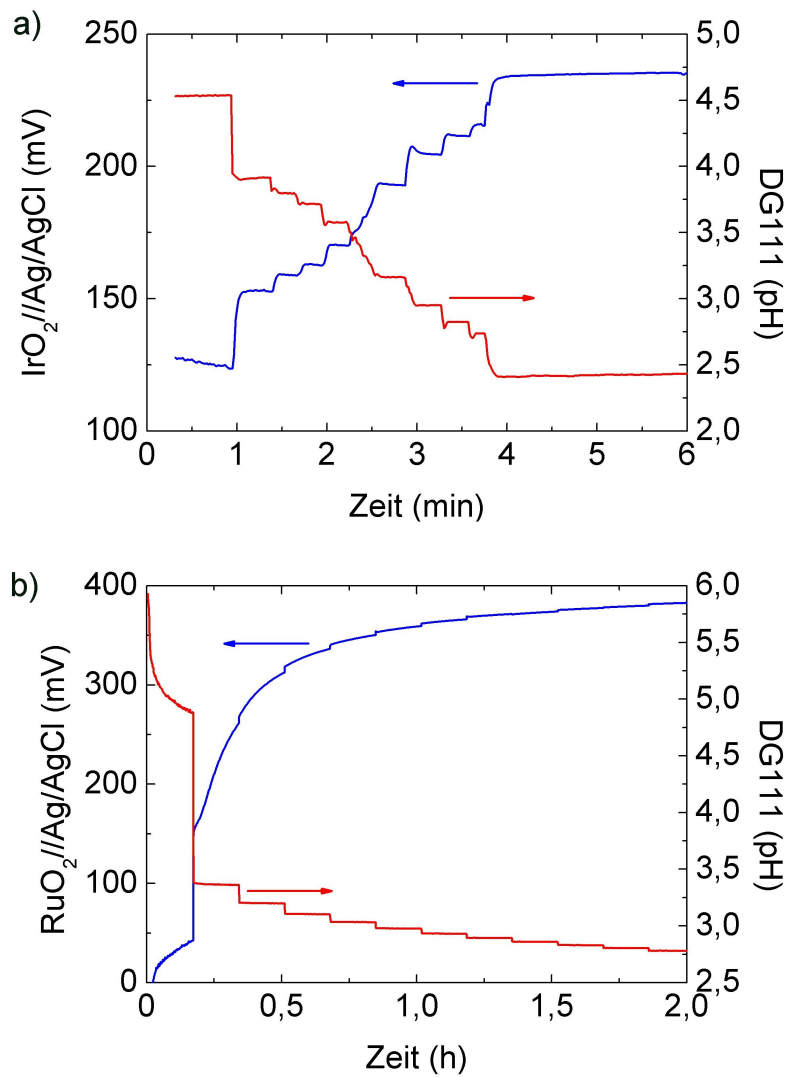 a)
250
200
150
100
IrO₂//Ag/AgCl (mV)
5,0
4,5
4,0
3,5
3,0
2,5
2,0
DG111 (pH)
0 1 2 3 4 5 6
Zeit (min)
b)
400
300
200
100
0
RuO₂//Ag/AgCl (mV)
6,0
5,5
5,0
4,5
4,0
3,5
3,0
2,5
DG111 (pH)
0 0,5 1,0 1,5 2,0
Zeit (h)